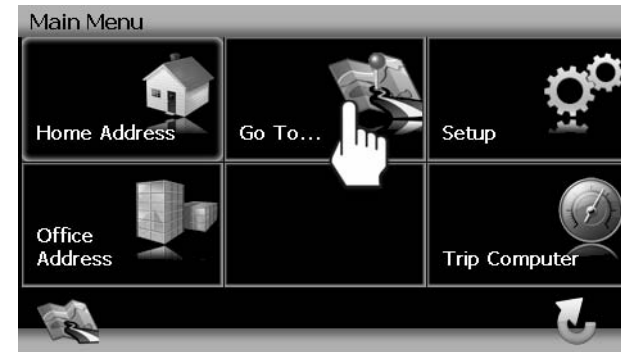 Main Menu
Home Address
Go To...
Setup
Office
Address
Trip Computer